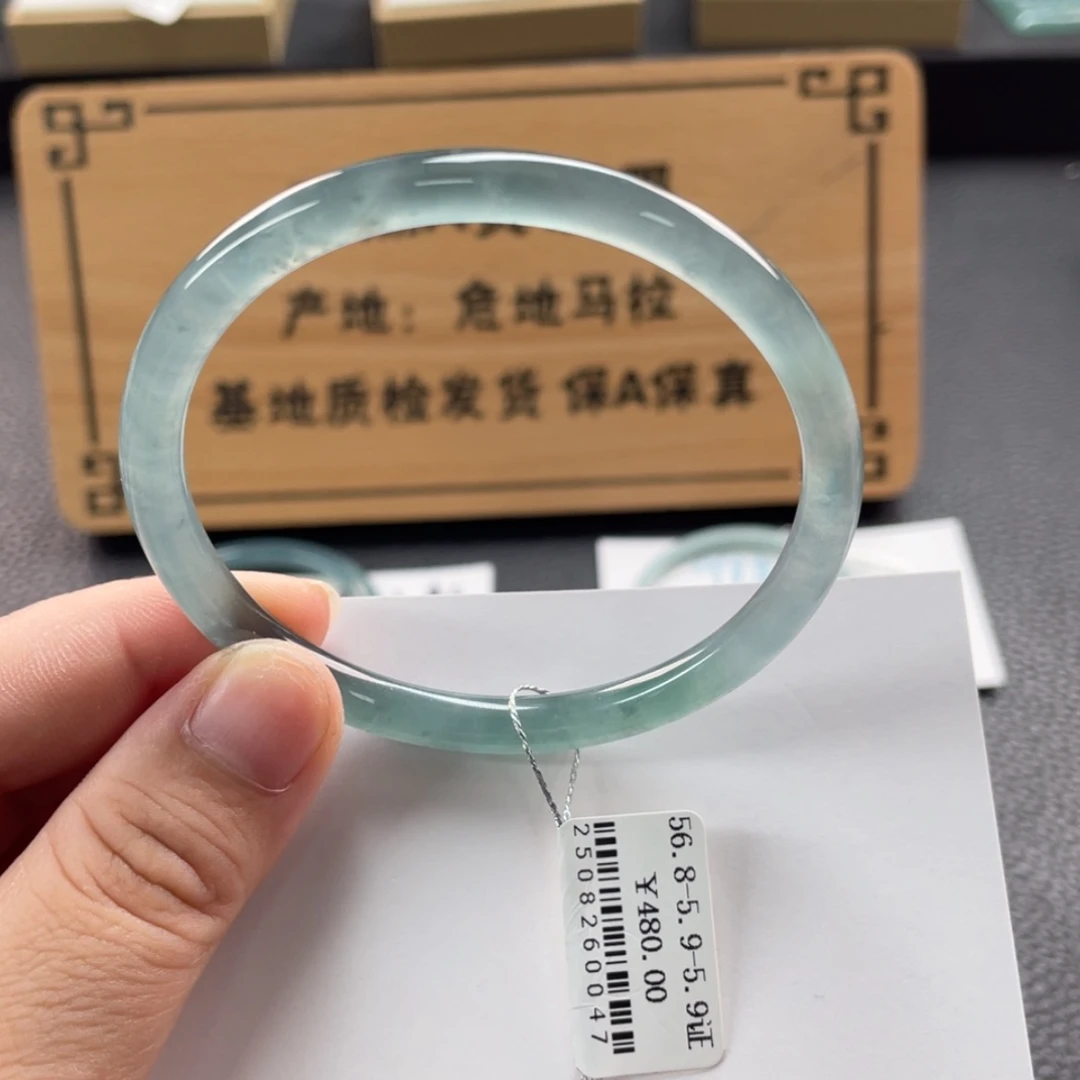 产地：危地马拉
基地质检发货 保A保真
56.8-5.9-5.9证
¥480.00
2508260047